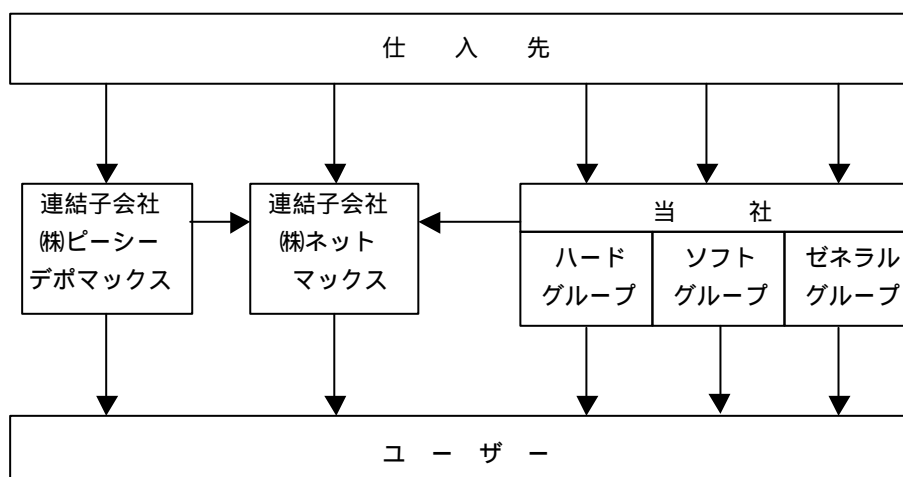 仕 入 先
連結子会社
㈱ピーシー
デポマックス
連結子会社
㈱ネット
マックス
当 社
ハード
グループ
ソフト
グループ
ゼネラル
グループ
ユ ー ザ ー